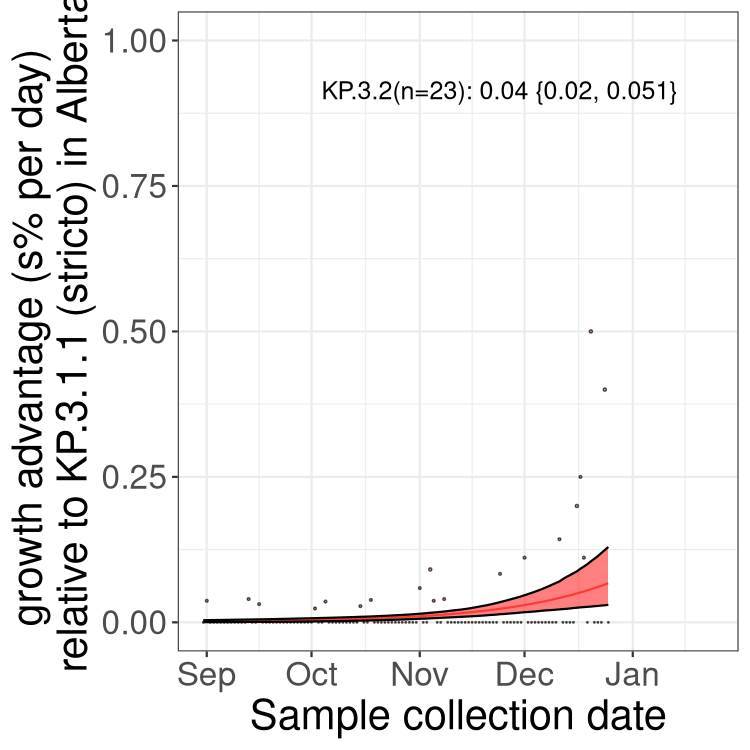 growth advantage (s% per day)
relative to KP.3.1.1 (stricto) in Alberta
1.00
0.75
0.50
0.25
0.00
KP.3.2(n=23): 0.04 {0.02, 0.051}
Sep Oct Nov Dec Jan
Sample collection date